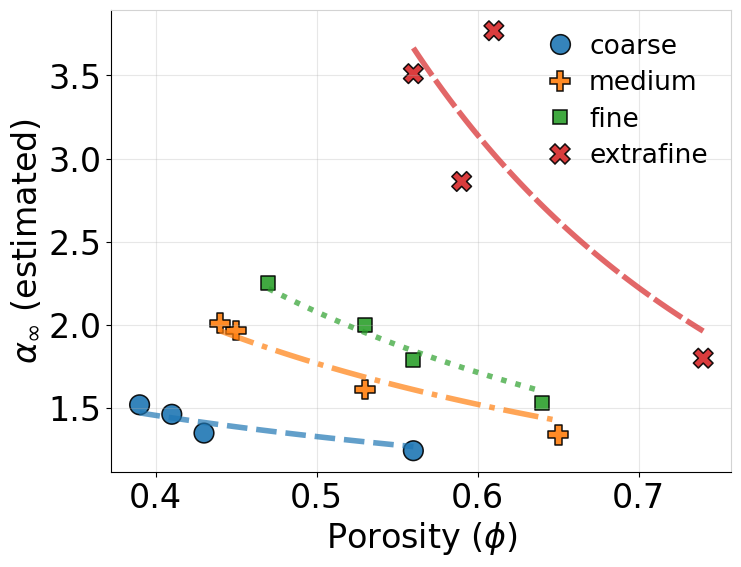 α∞ (estimated)
3.5
3.0
2.5
2.0
1.5
0.4 0.5 0.6 0.7
Porosity (ϕ)
coarse
medium
fine
extrafine